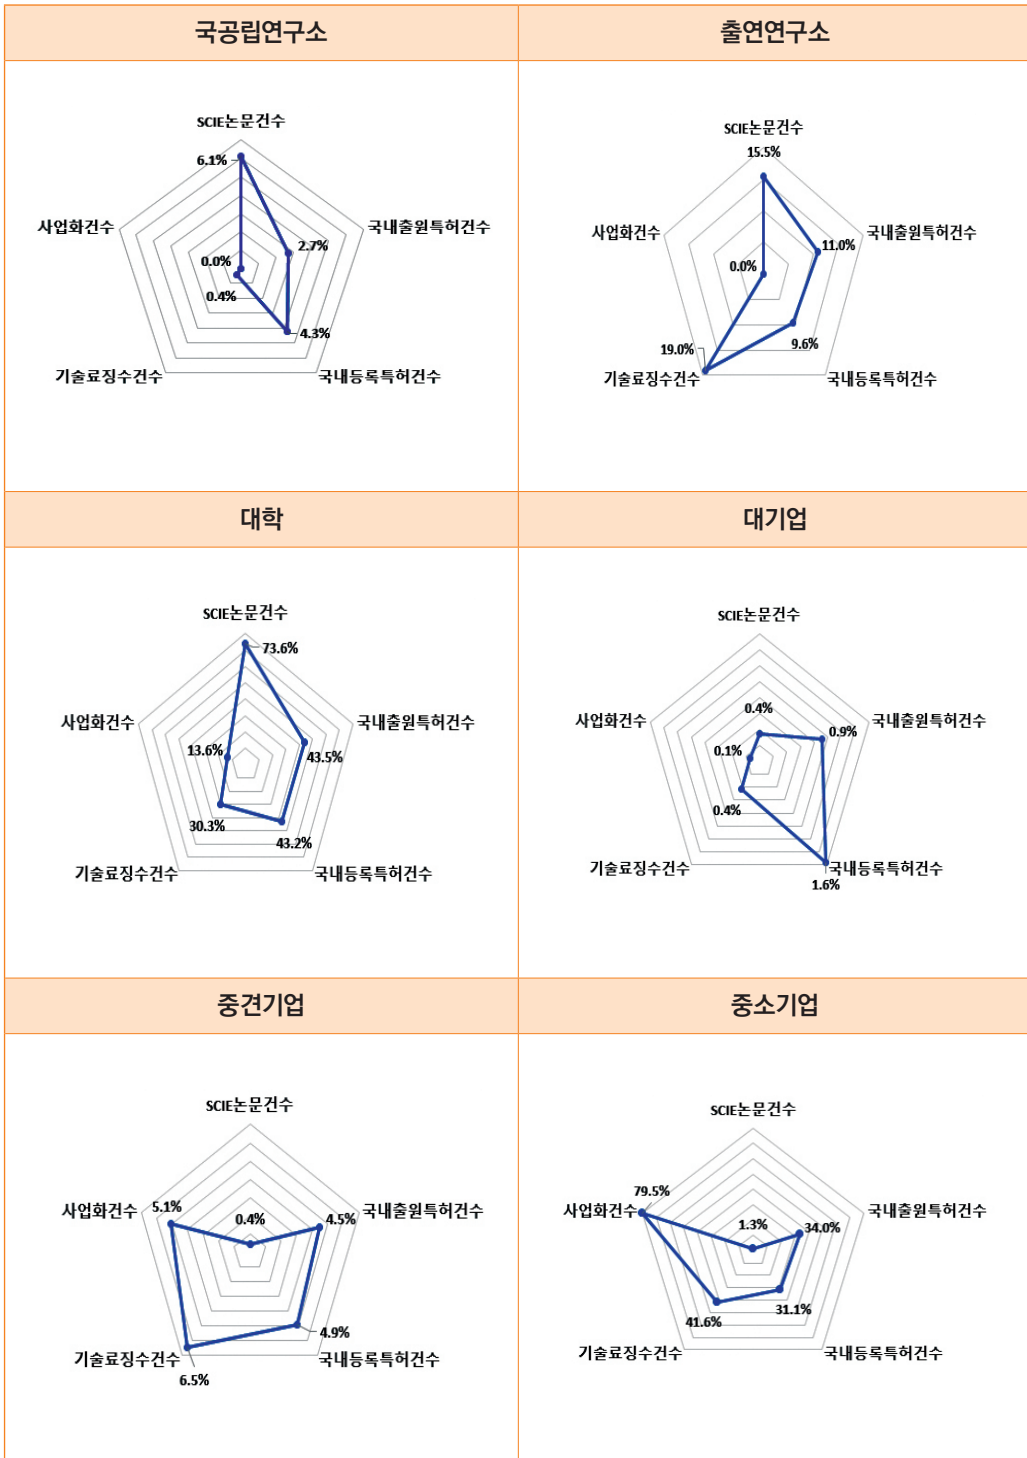 국공립연구소
출연연구소
SCIE논문건수
6.1%
사업화건수
국내출원특허건수
2.7%
0.0%
0.4%
4.3%
기술료징수건수
국내등록특허건수
SCIE논문건수
15.5%
사업화건수
국내출원특허건수
11.0%
0.0%
19.0%
9.6%
기술료징수건수
국내등록특허건수
대학
대기업
SCIE논문건수
73.6%
사업화건수
국내출원특허건수
13.6%
43.5%
30.3%
43.2%
기술료징수건수
국내등록특허건수
SCIE논문건수
0.4%
사업화건수
국내출원특허건수
0.9%
0.1%
0.4%
기술료징수건수
국내등록특허건수
1.6%
중견기업
중소기업
SCIE논문건수
사업화건수
5.1%
국내출원특허건수
0.4%
4.5%
4.9%
기술료징수건수
국내등록특허건수
6.5%
SCIE논문건수
79.5%
사업화건수
국내출원특허건수
1.3%
34.0%
31.1%
41.6%
기술료징수건수
국내등록특허건수